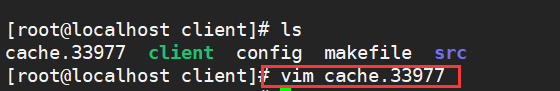 [root@localhost client]# ls
cache.33977 client config makefile src
[root@localhost client]# vim cache.33977